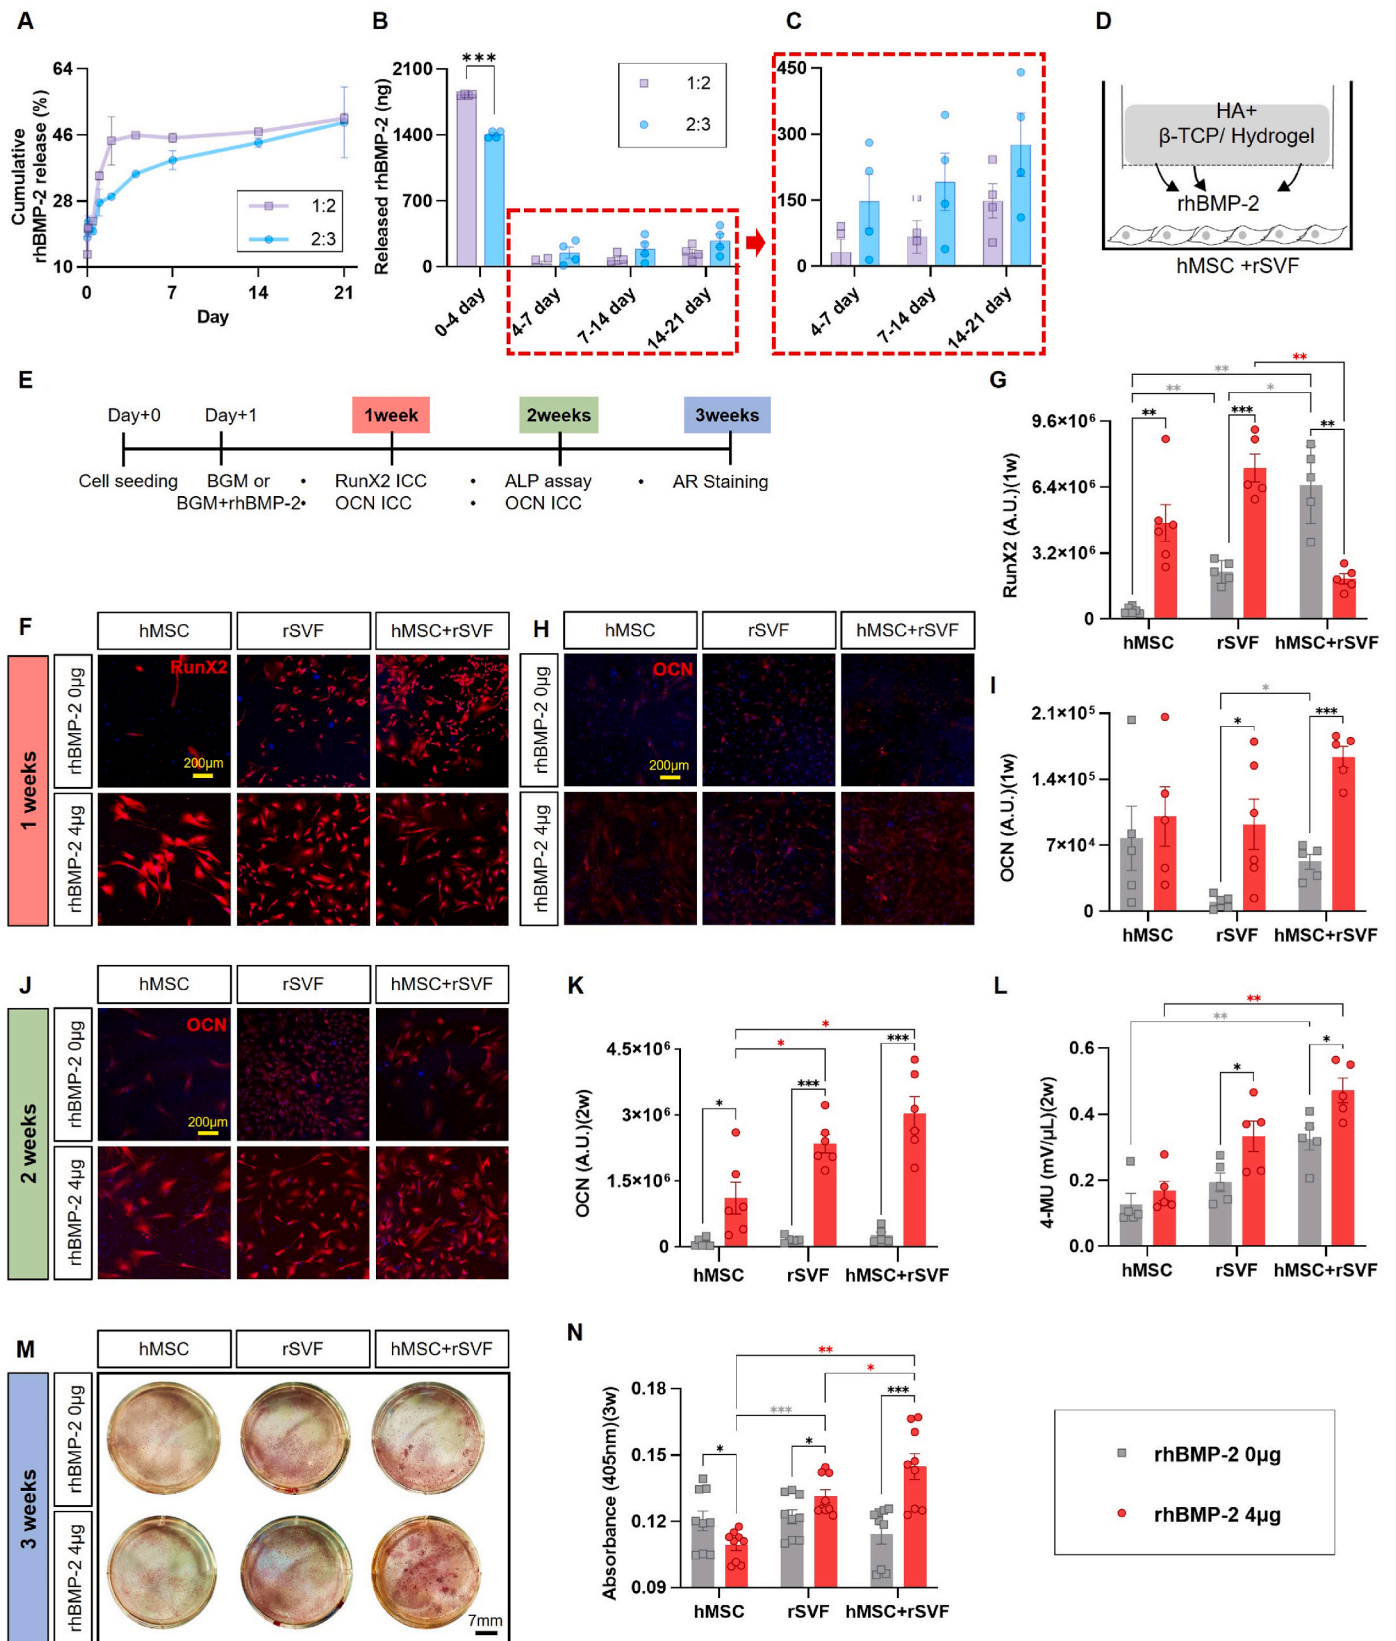 A
Cumulative
rhBMP-2 release (%)
64
46
28
10
0
7
14
21
Day
1:2
2:3
B
Released rhBMP-2 (ng)
2100
1400
700
0
***
1:2
2:3
0-4 day
4-7 day
7-14 day
14-21 day
C
450
300
150
0
4-7 day
7-14 day
14-21 day
D
HA+
β-TCP/ Hydrogel
rhBMP-2
hMSC +rSVF
E
Day+0
Day+1
1week
2weeks
3weeks
Cell seeding
BGM or
BGM+rhBMP-2
• RunX2 ICC
• OCN ICC
• ALP assay
• OCN ICC
• AR Staining
G
RunX2 (A.U.)(1w)
9.6×10⁶
6.4×10⁶
3.2×10⁶
0
**
**
**
*
**
***
**
hMSC
rSVF
hMSC+rSVF
F
hMSC
rSVF
hMSC+rSVF
1 weeks
rhBMP-2 0μg
rhBMP-2 4μg
RunX2
200μm
H
hMSC
rSVF
hMSC+rSVF
rhBMP-2 0μg
rhBMP-2 4μg
OCN
200μm
I
OCN (A.U.)(1w)
2.1×10⁵
1.4×10⁵
7×10⁴
0
*
*
***
hMSC
rSVF
hMSC+rSVF
J
hMSC
rSVF
hMSC+rSVF
2 weeks
rhBMP-2 0μg
rhBMP-2 4μg
OCN
200μm
K
OCN (A.U.)(2w)
4.5×10⁶
3×10⁶
1.5×10⁶
0
*
*
*
***
***
hMSC
rSVF
hMSC+rSVF
L
4-MU (mV/μL)(2w)
0.6
0.4
0.2
0.0
**
**
*
*
hMSC
rSVF
hMSC+rSVF
M
hMSC
rSVF
hMSC+rSVF
3 weeks
rhBMP-2 0μg
rhBMP-2 4μg
7mm
N
Absorbance (405nm)(3w)
0.18
0.15
0.12
0.09
**
*
***
***
*
*
hMSC
rSVF
hMSC+rSVF
rhBMP-2 0μg
rhBMP-2 4μg